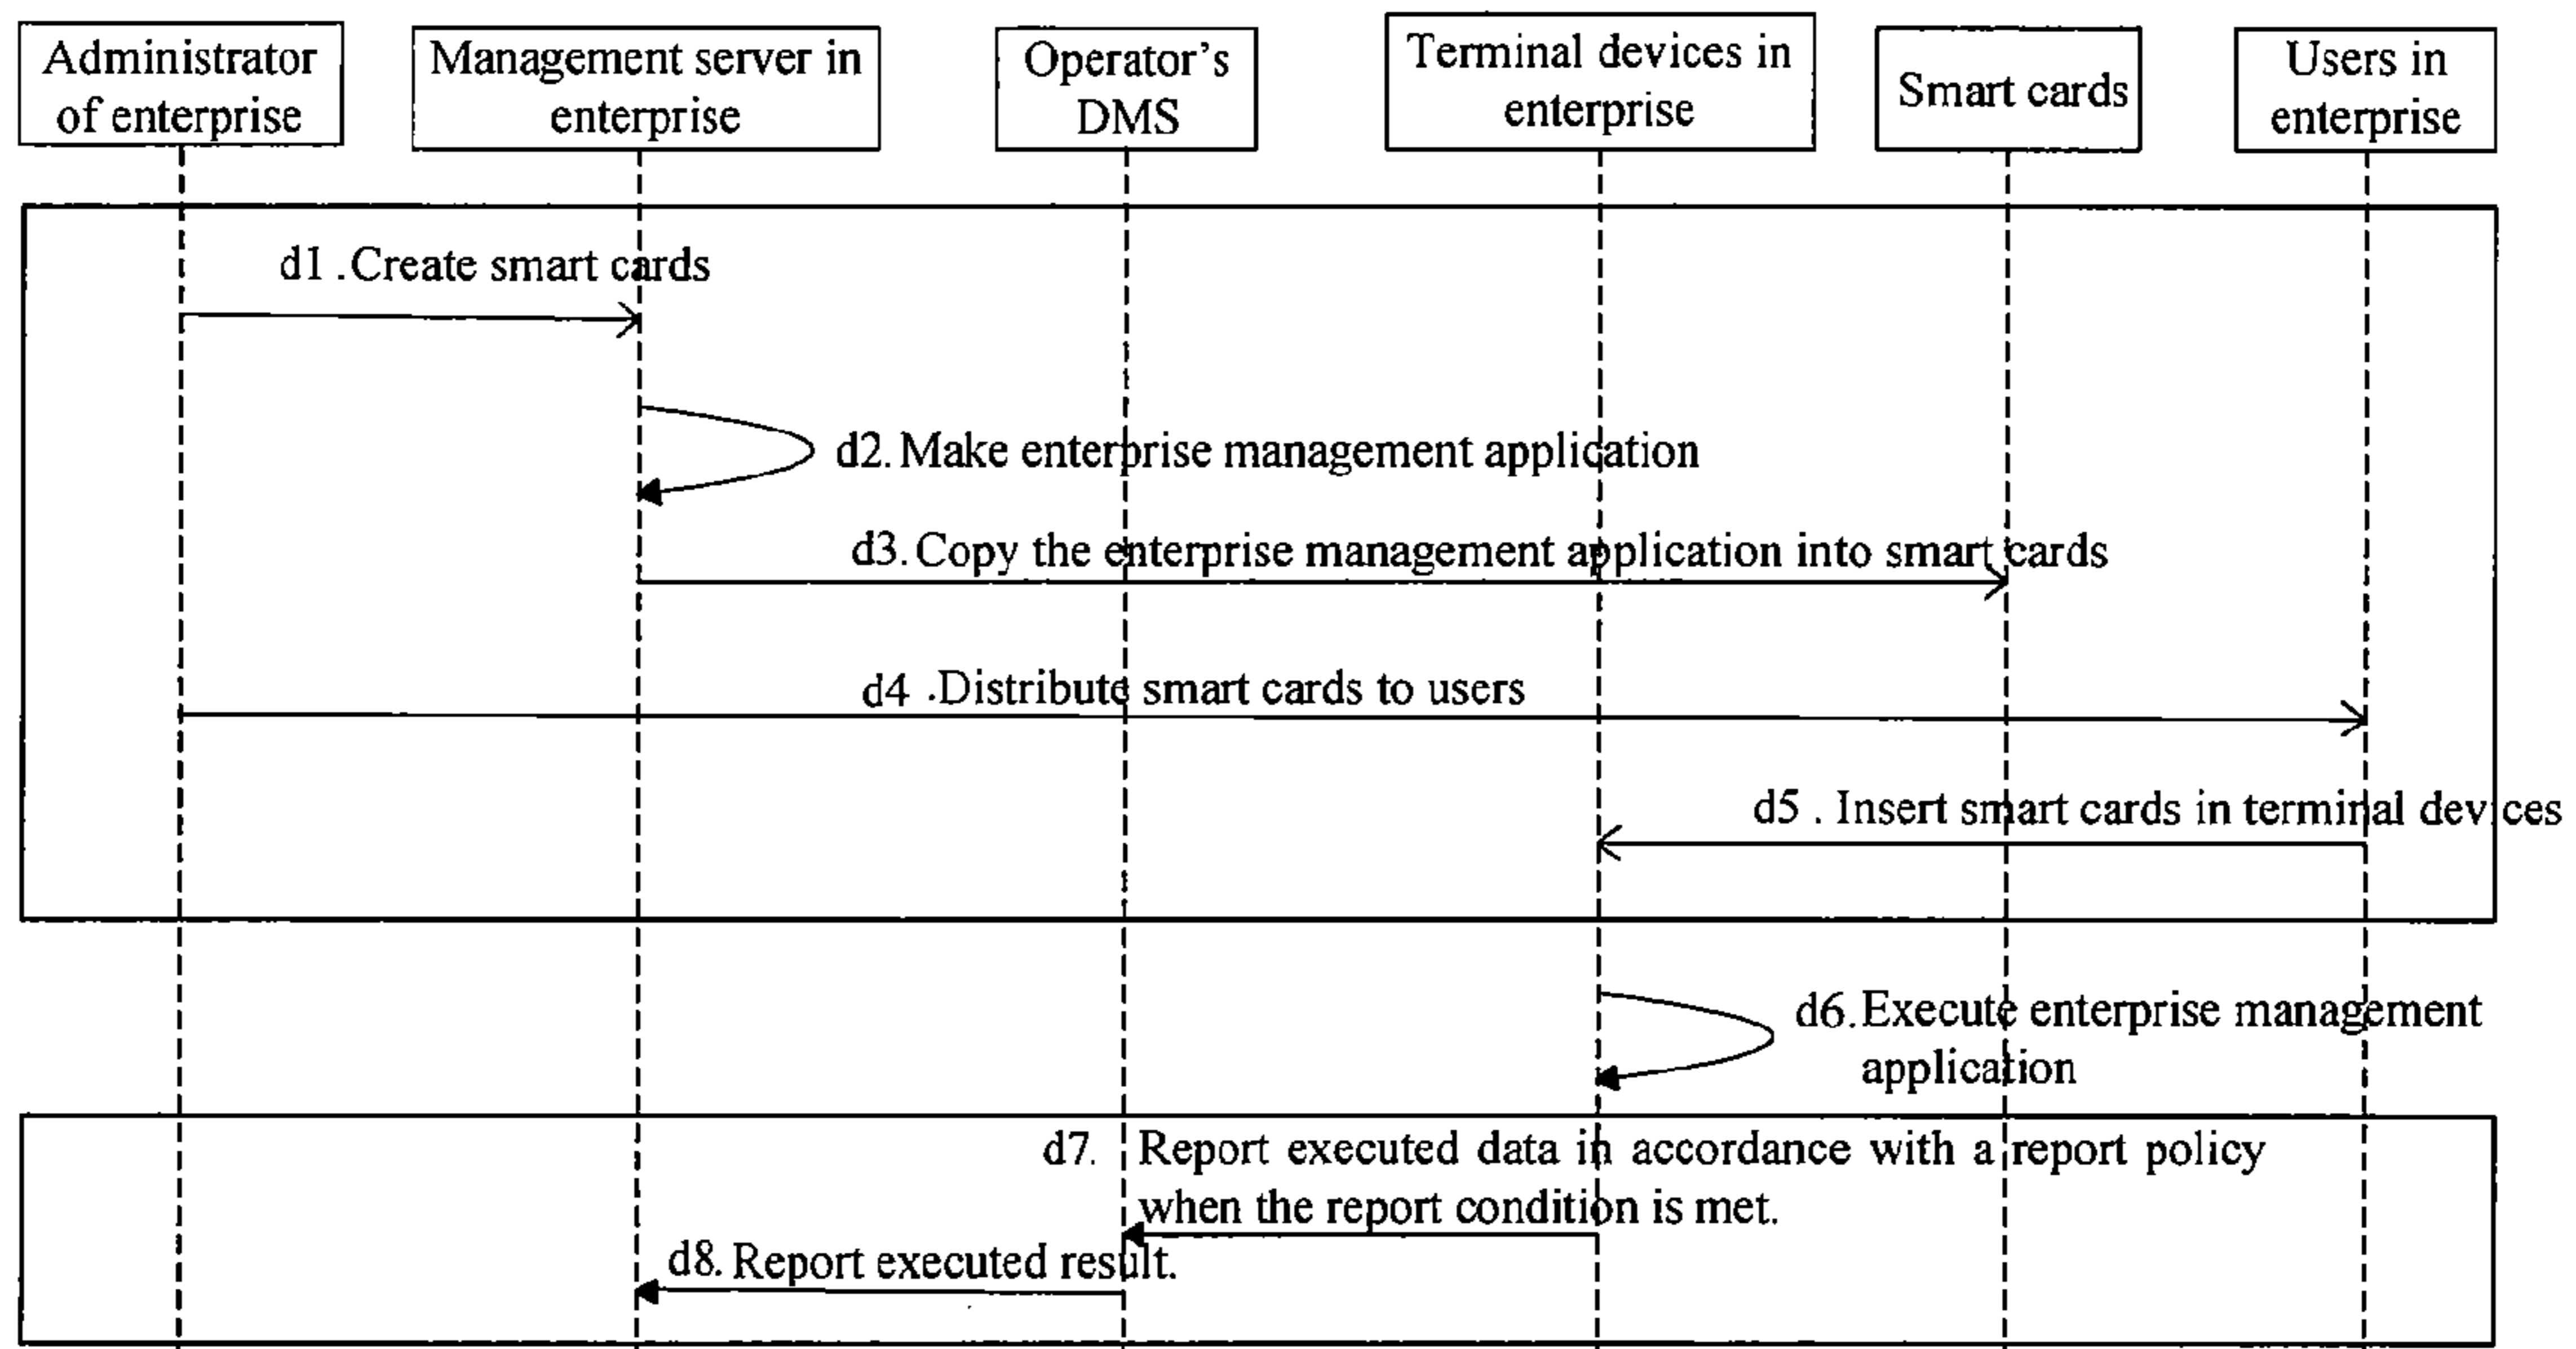 Administrator
of enterprise
Management server in
enterprise
Operator's
DMS
Terminal devices in
enterprise
Smart cards
Users in
enterprise
d1 .Create smart cards
d2. Make enterprise management application
d3. Copy the enterprise management application into smart cards
d4 .Distribute smart cards to users
d5 . Insert smart cards in terminal devices
d6. Execute enterprise management
application
d7. Report executed data in accordance with a report policy
when the report condition is met.
d8. Report executed result.